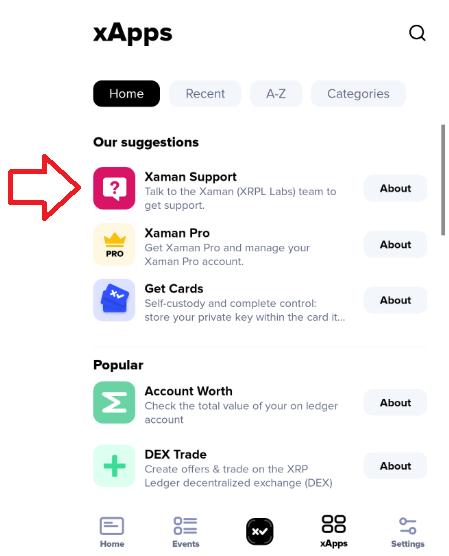 xApps
Home Recent A-Z Categories
Our suggestions
Xaman Support
Talk to the Xaman (XRPL Labs) team to
get support.
About
Xaman Pro
Get Xaman Pro and manage your
Xaman Pro account.
About
PRO
Get Cards
Self-custody and complete control:
store your private key within the card it...
About
Popular
Account Worth
Check the total value of your on ledger
account
About
DEX Trade
Create offers & trade on the XRP
Ledger decentralized exchange (DEX)
About
Home Events xApps Settings